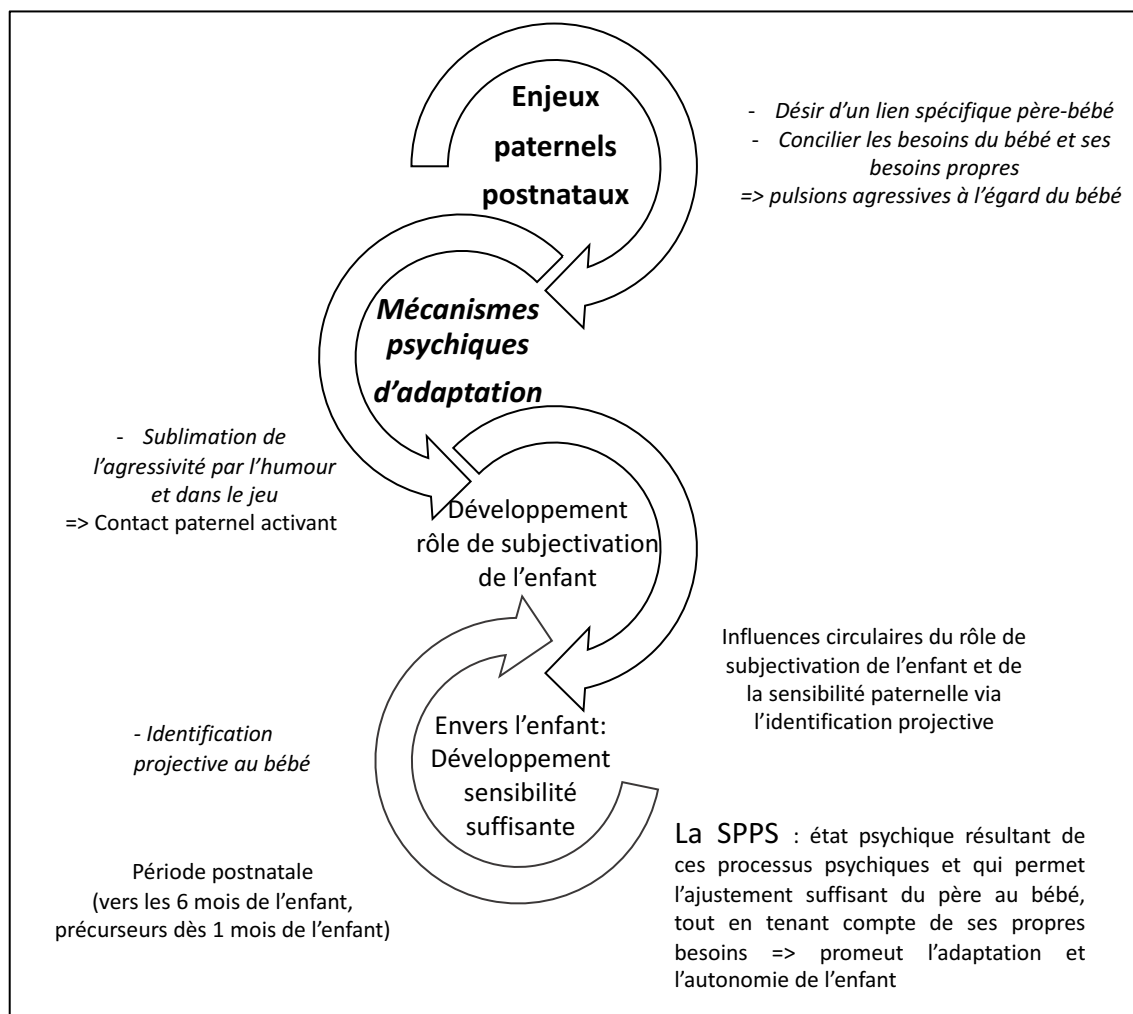 Enjeux
paternels
postnataux
- Désir d'un lien spécifique père-bébé
- Concilier les besoins du bébé et ses
besoins propres
=> pulsions agressives à l'égard du bébé
Mécanismes
psychiques
d'adaptation
- Sublimation de
l'agressivité par l'humour
et dans le jeu
=> Contact paternel activant
Développement
rôle de subjectivation
de l'enfant
Influences circulaires du rôle de
subjectivation de l'enfant et de
la sensibilité paternelle via
l'identification projective
- Identification
projective au bébé
Envers l'enfant:
Développement
sensibilité
suffisante
Période postnatale
(vers les 6 mois de l'enfant,
précurseurs dès 1 mois de l'enfant)
La SPPS : état psychique résultant de
ces processus psychiques et qui permet
l'ajustement suffisant du père au bébé,
tout en tenant compte de ses propres
besoins => promeut l'adaptation et
l'autonomie de l'enfant